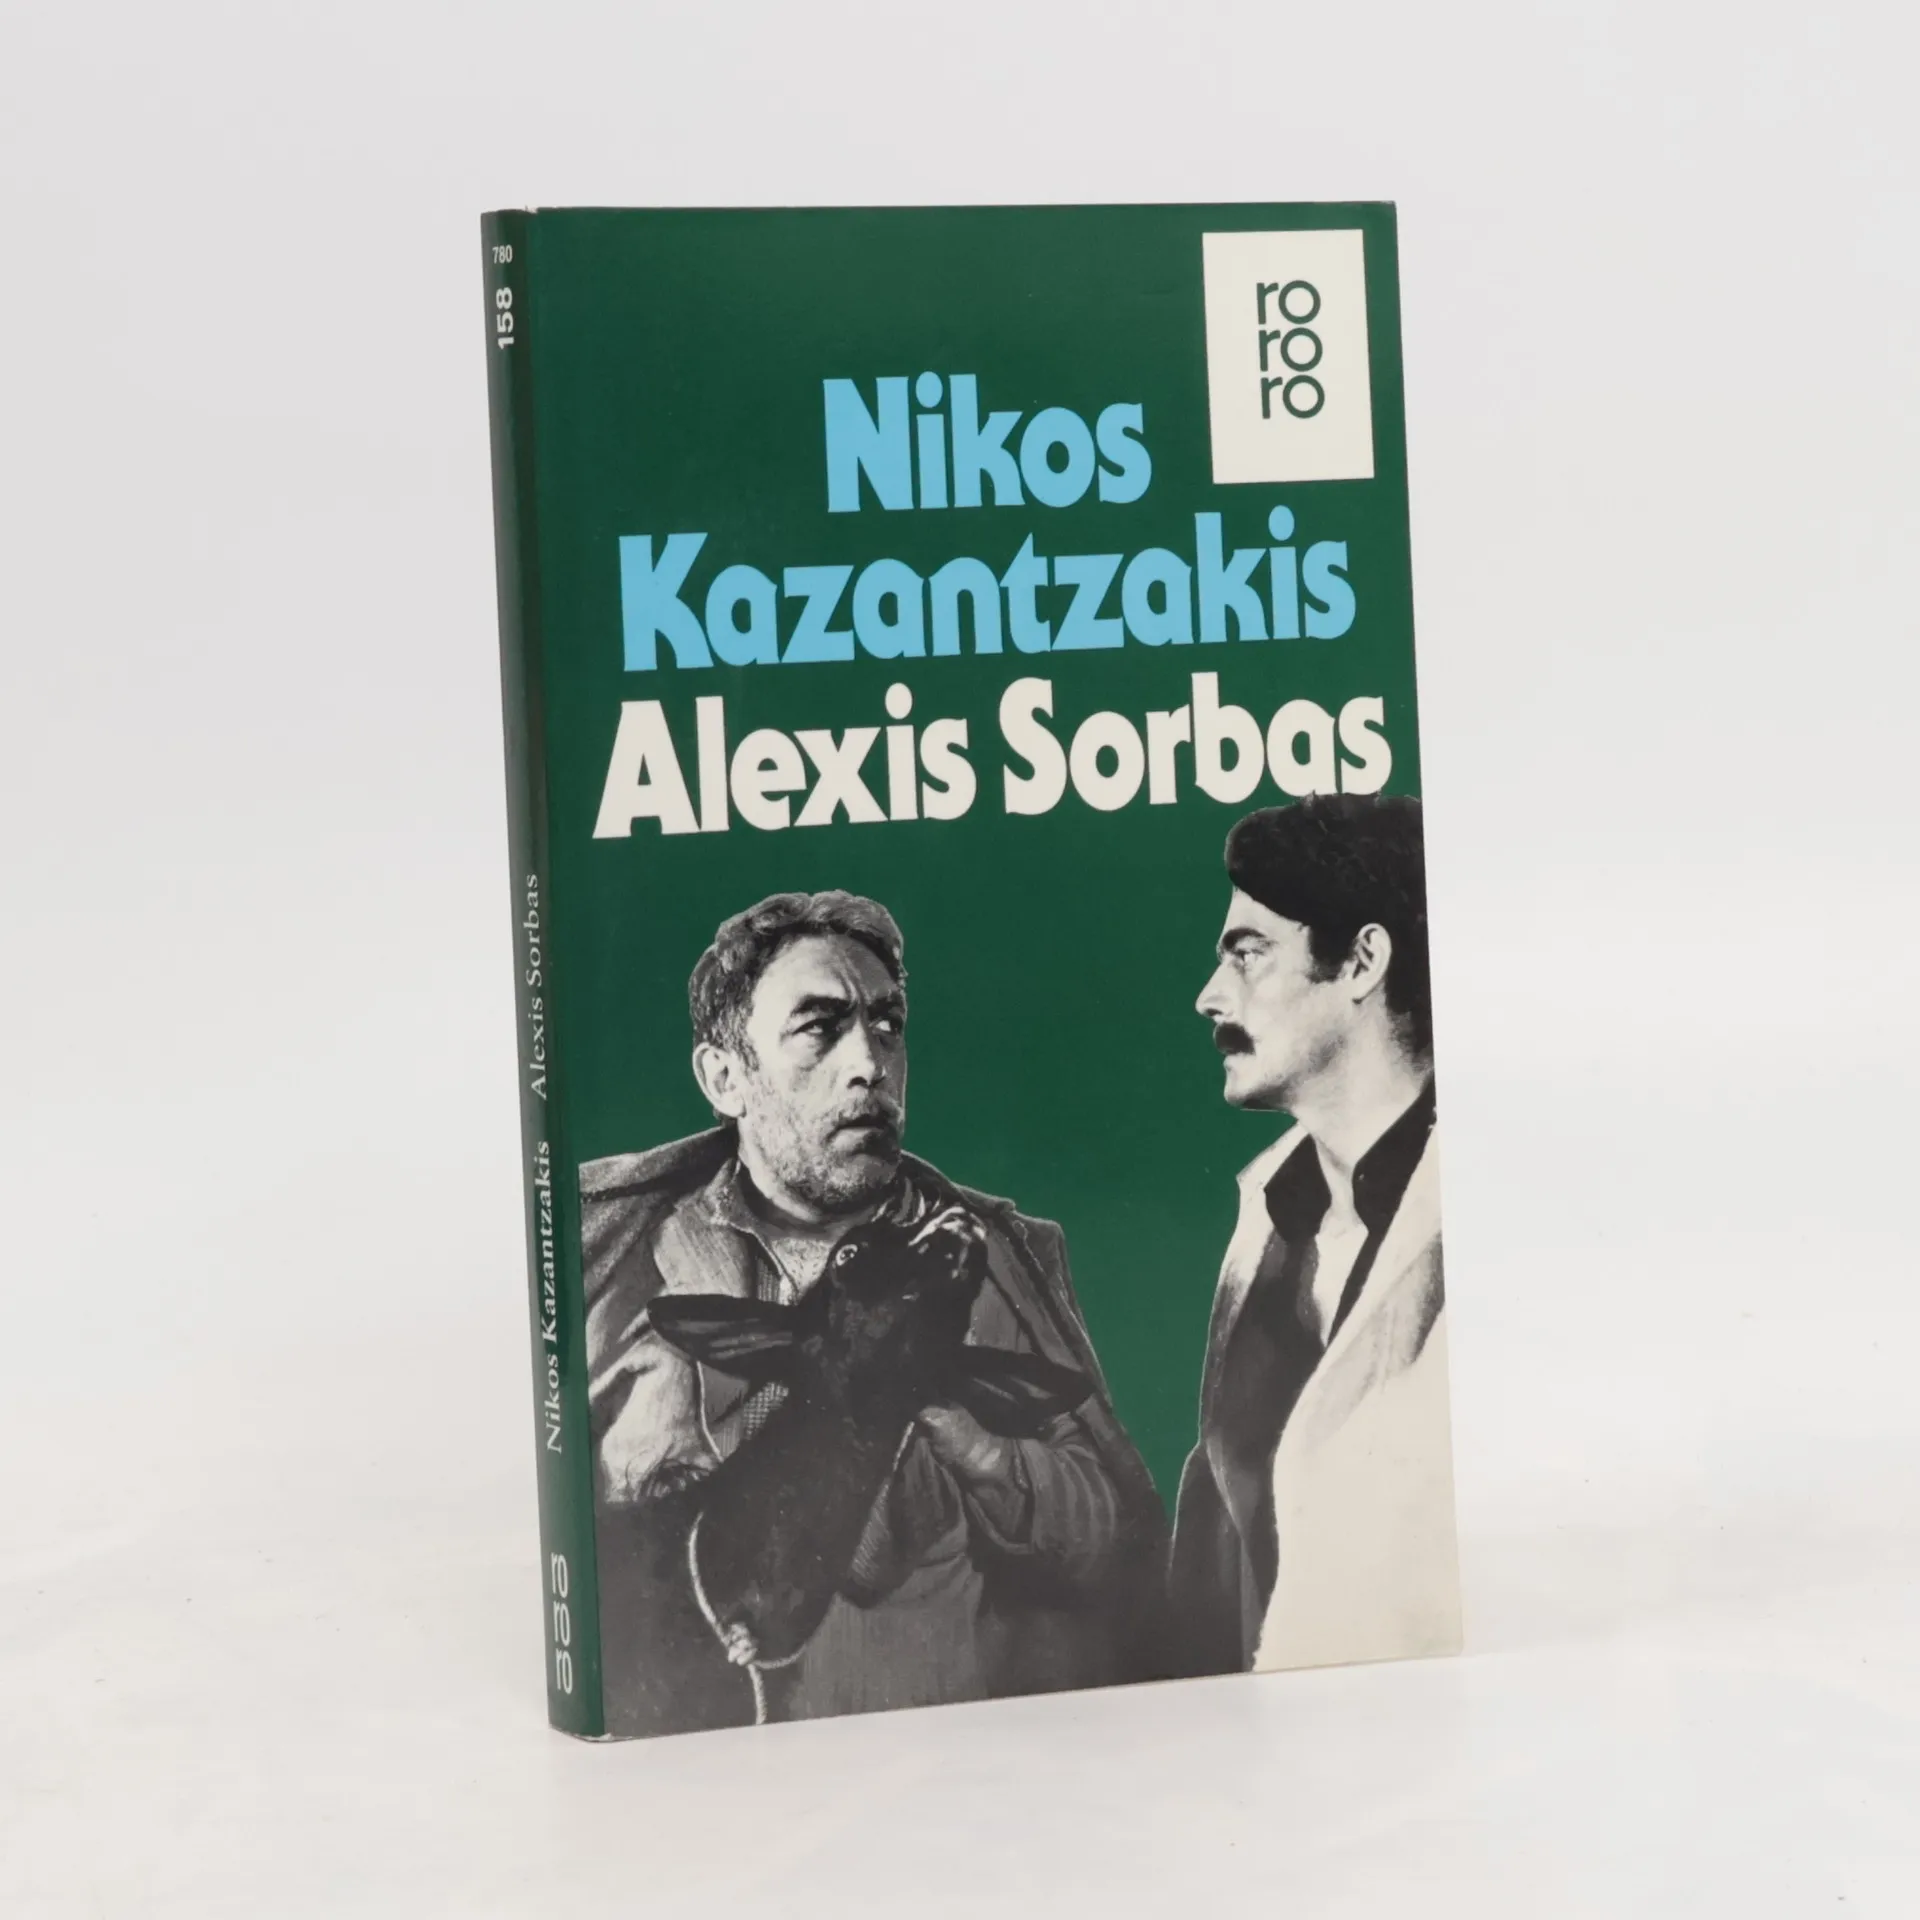 780
158
Nikos Kazantzakis Alexis Sorbas
ro
ro
ro
ro
ro
ro
Nikos
Kazantzakis
Alexis Sorbas